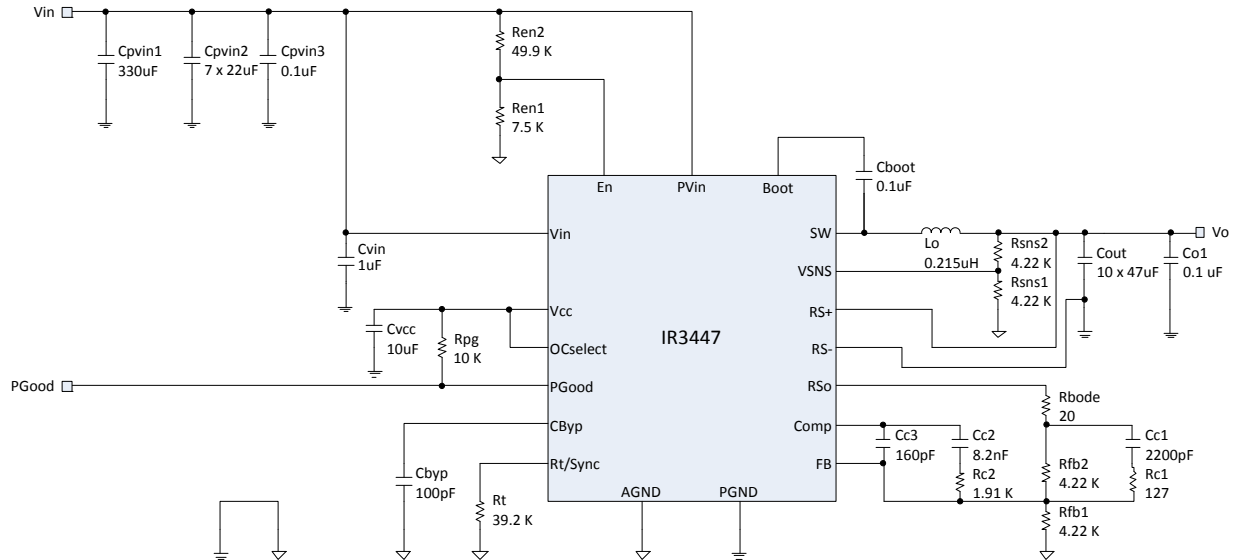 Vin
Cpvin1
330uF
Cpvin2
7 x 22uF
Cpvin3
0.1uF
Ren2
49.9 K
Ren1
7.5 K
Cboot
0.1uF
En
PVin
Boot
Vin
SW
Vo
Cvin
1uF
Lo
0.215uH
Rsns2
4.22 K
Cout
10 x 47uF
Co1
0.1 uF
VSNS
Rsns1
4.22 K
Vcc
RS+
Cvcc
10uF
Rpg
10 K
OCselect
IR3447
RS-
PGood
PGood
RSo
Rbode
20
CByp
Comp
Cc3
160pF
Cc2
8.2nF
Cc1
2200pF
Rt/Sync
FB
Cbyp
100pF
Rt
39.2 K
Rc2
1.91 K
Rfb2
4.22 K
Rc1
127
AGND
PGND
Rfb1
4.22 K